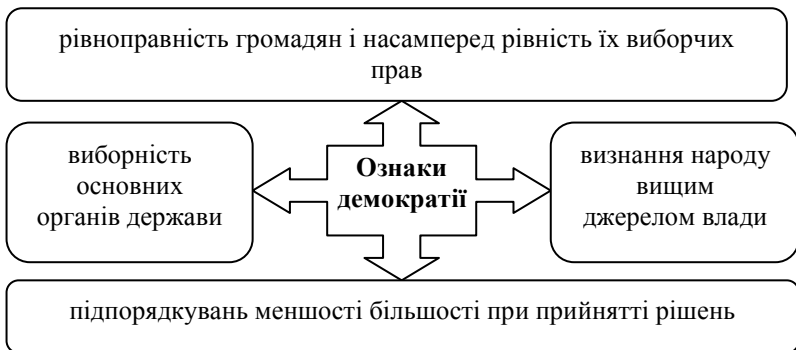 рівноправність громадян і насамперед рівність їх виборчих
прав
виборність
основних
органів держави
Ознаки
демократії
визнання народу
вищим
джерелом влади
підпорядкувань меншості більшості при прийнятті рішень